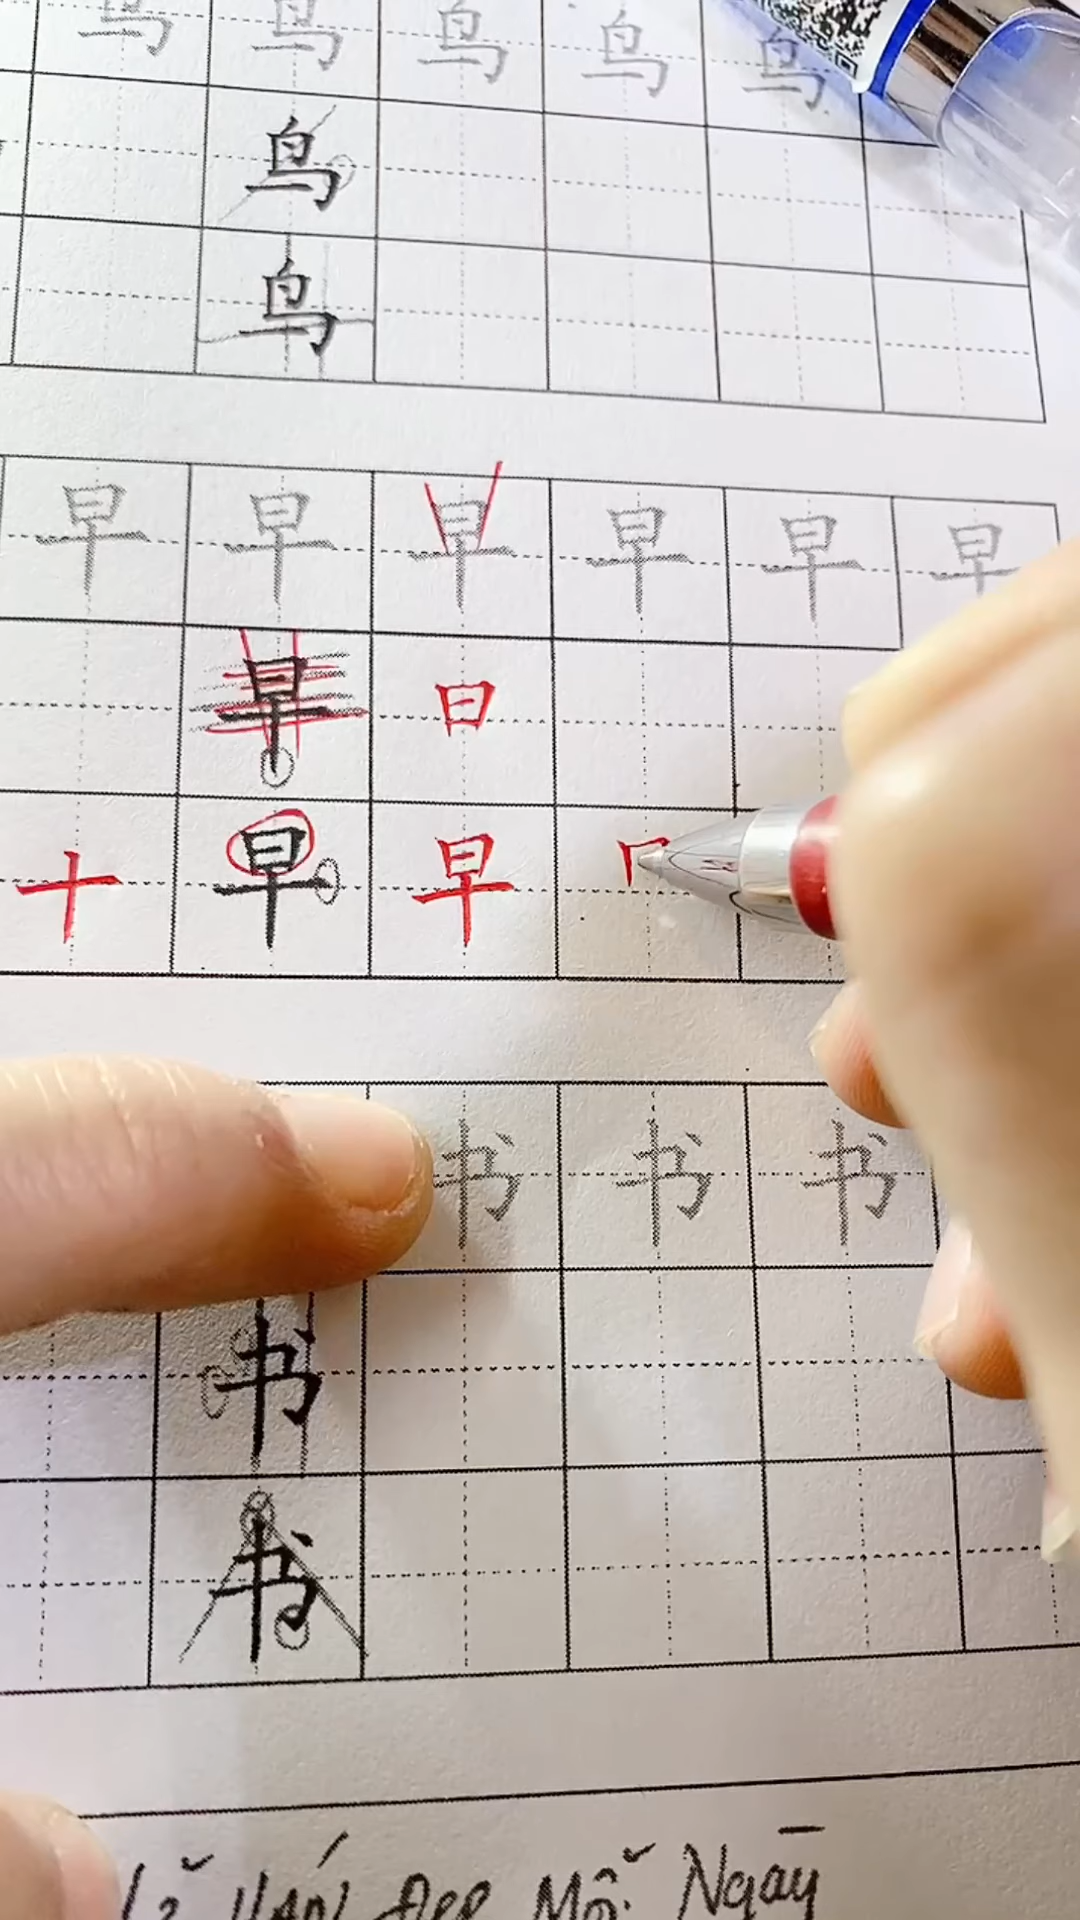 鸟 鸟 鸟 鸟 鸟
鸟
鸟
早 早 早 早 早 早
早 日
十 早 早
书 书 书
书
书
Đẹp Mỗi Ngày